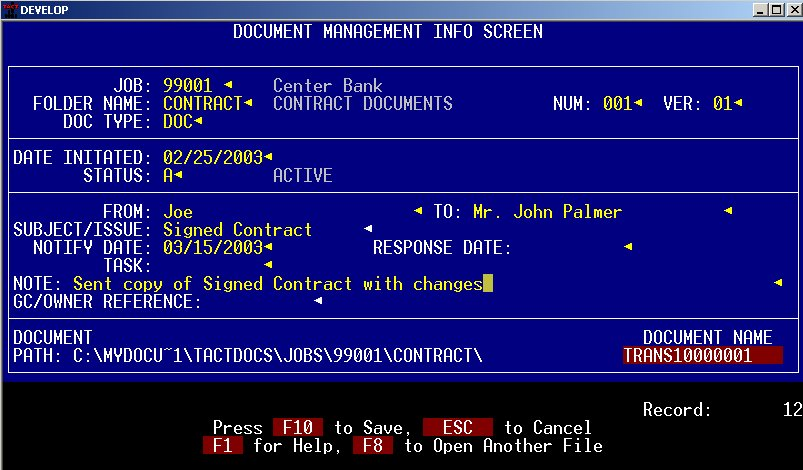 DEVELOP
DOCUMENT MANAGEMENT INFO SCREEN
JOB: 99001 Center Bank
FOLDER NAME: CONTRACT CONTRACT DOCUMENTS NUM: 001 VER: 01
DOC TYPE: DOC
DATE INITATED: 02/25/2003
STATUS: A ACTIVE
FROM: Joe TO: Mr. John Palmer
SUBJECT/ISSUE: Signed Contract
NOTIFY DATE: 03/15/2003 RESPONSE DATE:
TASK:
NOTE: Sent copy of Signed Contract with changes
GC/OWNER REFERENCE:
DOCUMENT DOCUMENT NAME
PATH: C:\MYDOCU~1\TACTDOCS\JOBS\99001\CONTRACT\ TRANS10000001
Record: 12
Press F10 to Save, ESC to Cancel
F1 for Help, F8 to Open Another File